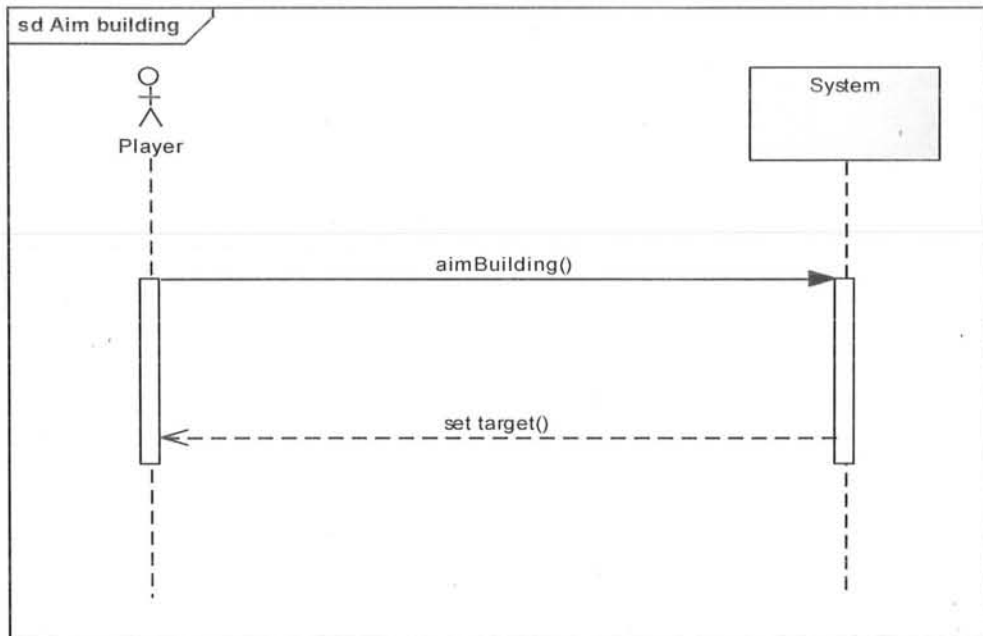 sd Aim building
Player
System
aimBuilding()
set target()